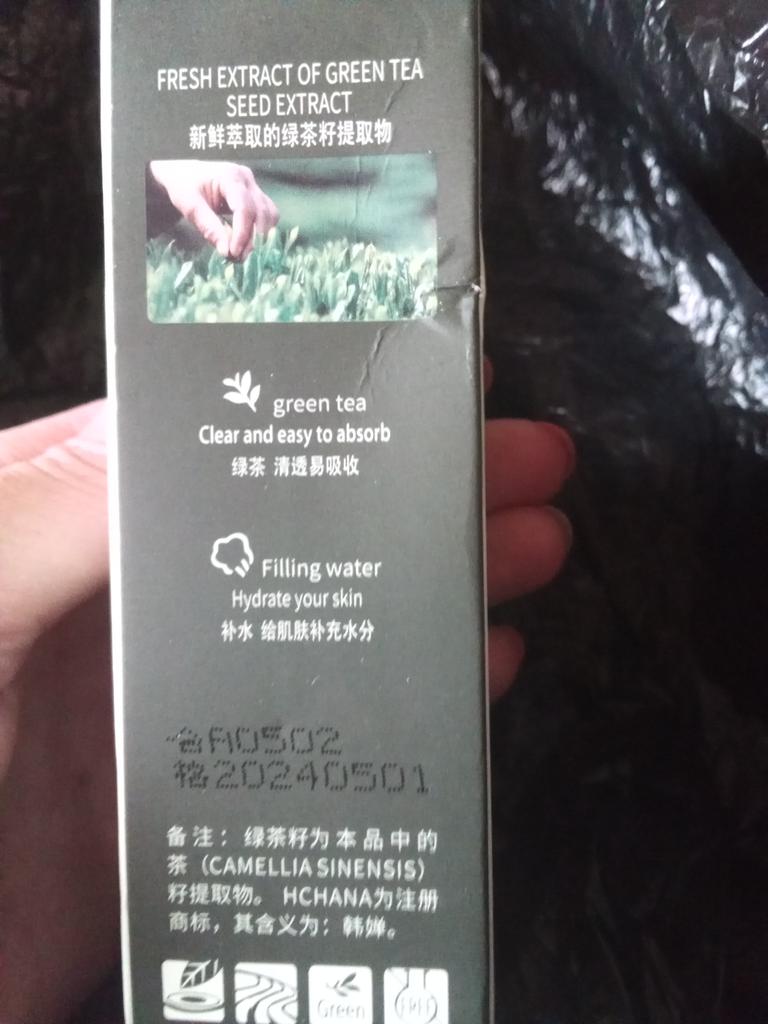 FRESH EXTRACT OF GREEN TEA
SEED EXTRACT
新鲜萃取的绿茶籽提取物
green tea
Clear and easy to absorb
绿茶 清透易吸收
Filling water
Hydrate your skin
补水 给肌肤补充水分
合A0502
格20240501
备注：绿茶籽为本品中的
茶（CAMELLIA SINENSIS）
籽提取物。HCHANA为注册
商标，其含义为：韩婵。
Green
FREE